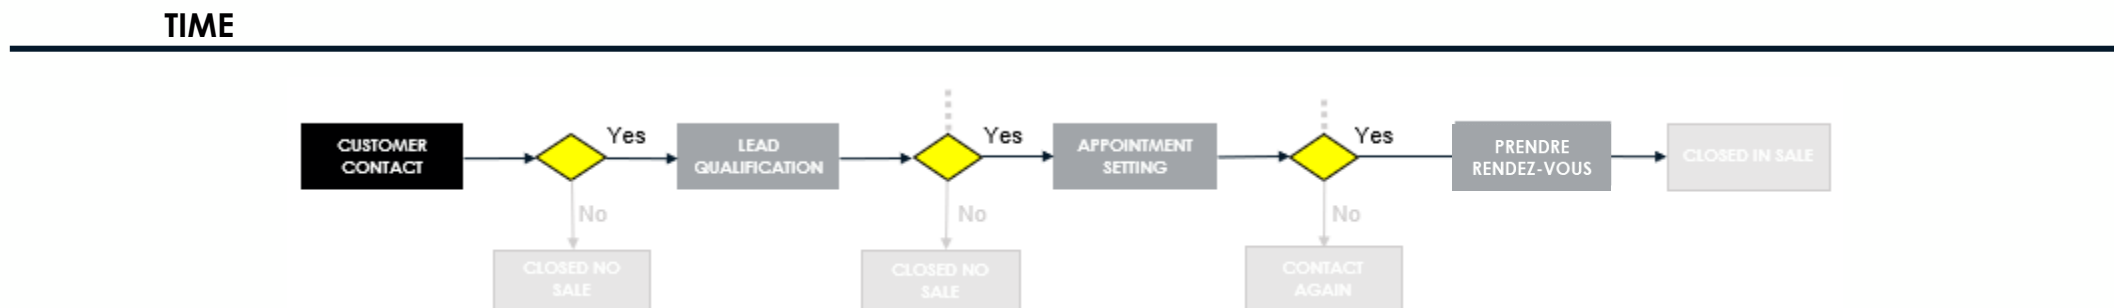 TIME
CUSTOMER
CONTACT
Yes
LEAD
QUALIFICATION
Yes
APPOINTMENT
SETTING
Yes
PRENDRE
RENDEZ-VOUS
CLOSED IN SALE
No
No
No
CLOSED NO
SALE
CLOSED NO
SALE
CONTACT
AGAIN